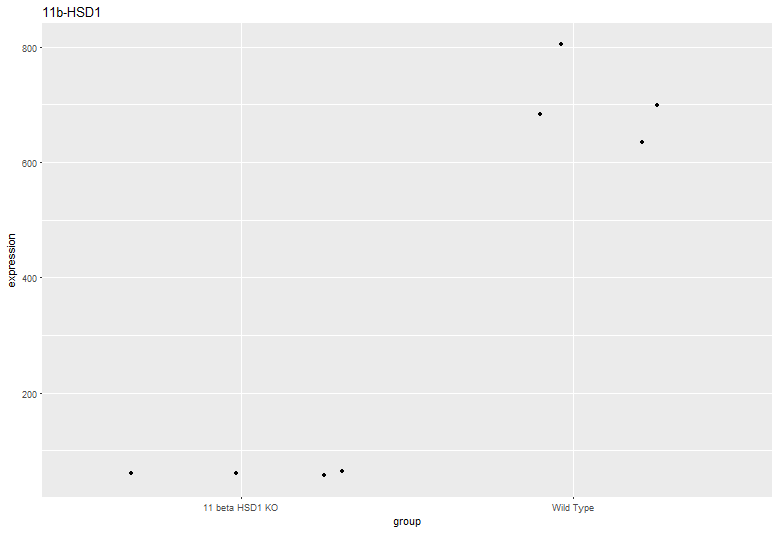 11b-HSD1
800
600
400
200
expression
11 beta HSD1 KO
Wild Type
group